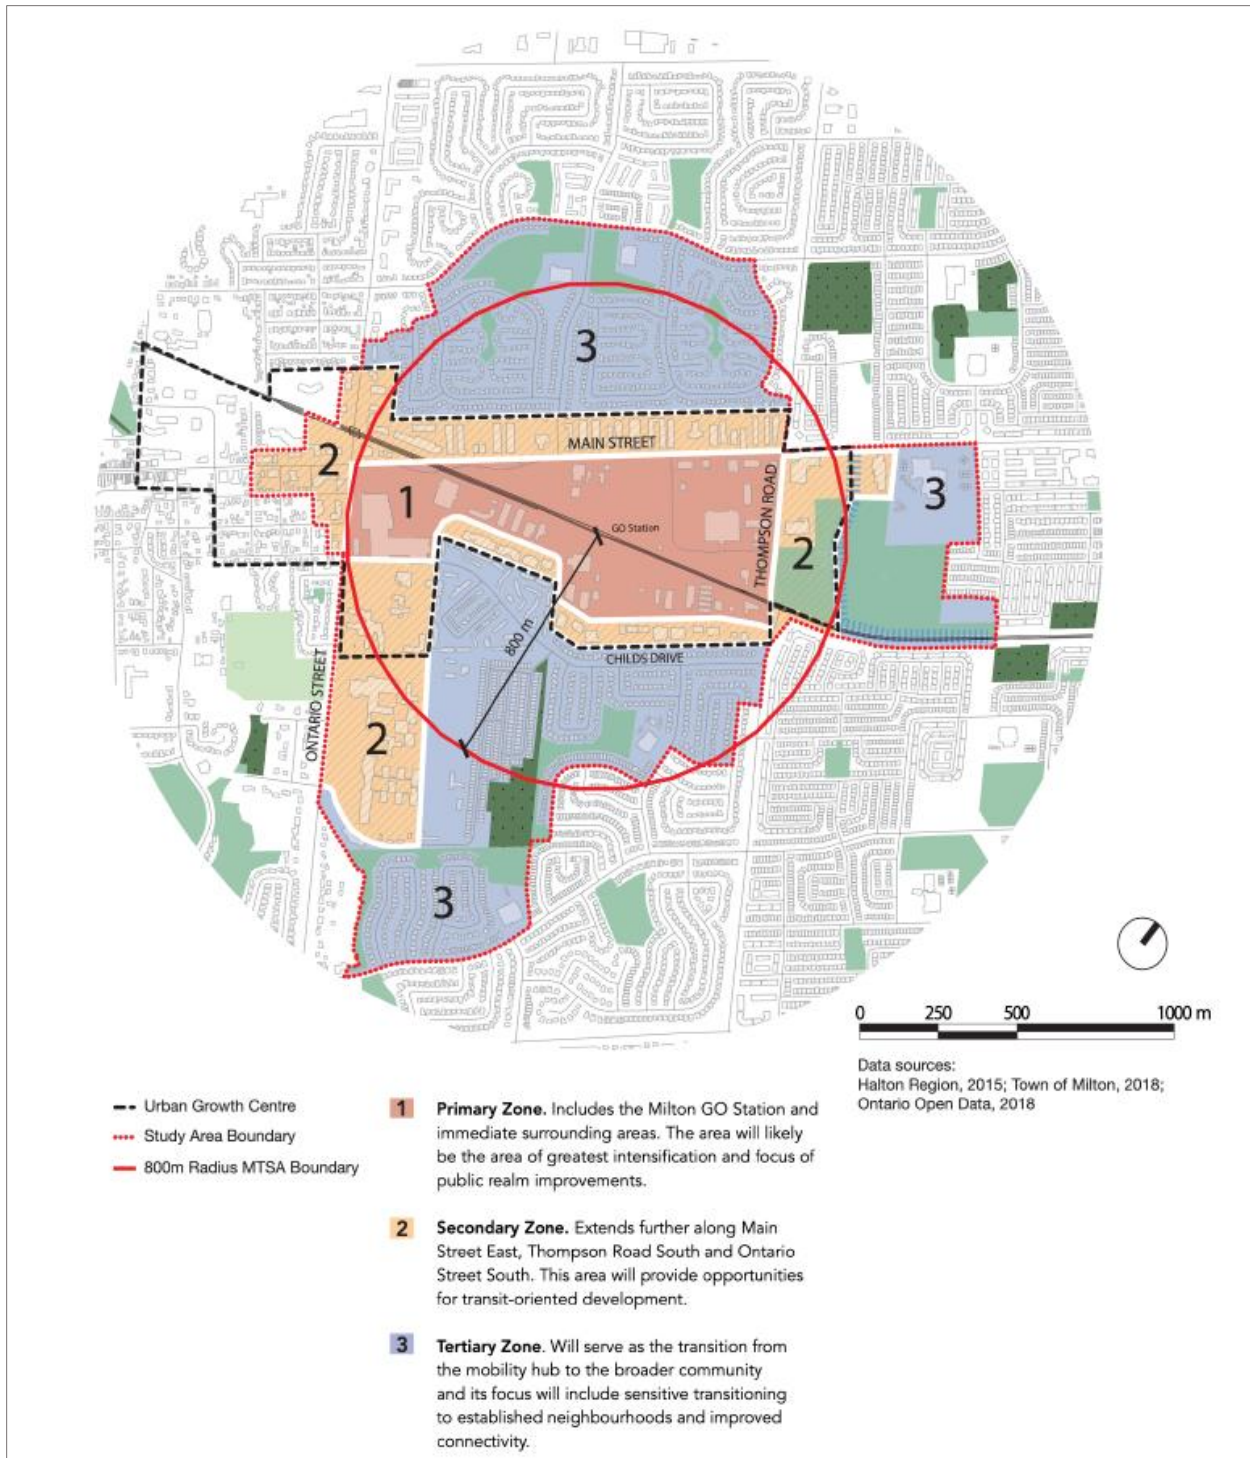 3
MAIN STREET
2
1
GO Station
THOMPSON ROAD
2
3
800 m
CHILDS DRIVE
ONTARIO STREET
2
3
0 250 500 1000 m
Data sources:
Halton Region, 2015; Town of Milton, 2018;
Ontario Open Data, 2018
Urban Growth Centre
Study Area Boundary
800m Radius MTSA Boundary
1 Primary Zone. Includes the Milton GO Station and
immediate surrounding areas. The area will likely
be the area of greatest intensification and focus of
public realm improvements.
2 Secondary Zone. Extends further along Main
Street East, Thompson Road South and Ontario
Street South. This area will provide opportunities
for transit-oriented development.
3 Tertiary Zone. Will serve as the transition from
the mobility hub to the broader community
and its focus will include sensitive transitioning
to established neighbourhoods and improved
connectivity.